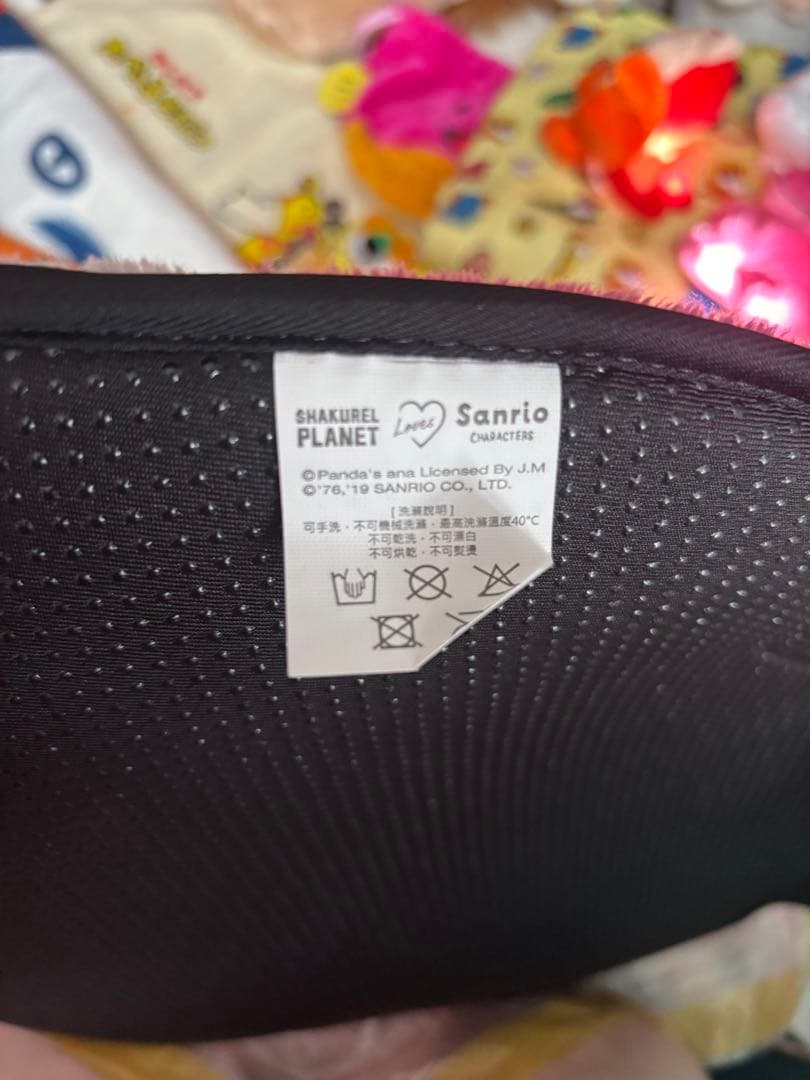 SHAKUREL
PLANET
Loves
Sanrio
CHARACTERS
©Panda's ana Licensed By J.M
©'76,'19 SANRIO CO., LTD.
[洗滌說明]
可手洗·不可機械洗滌·最高洗滌溫度40°C
不可乾洗·不可漂白
不可烘乾·不可熨燙